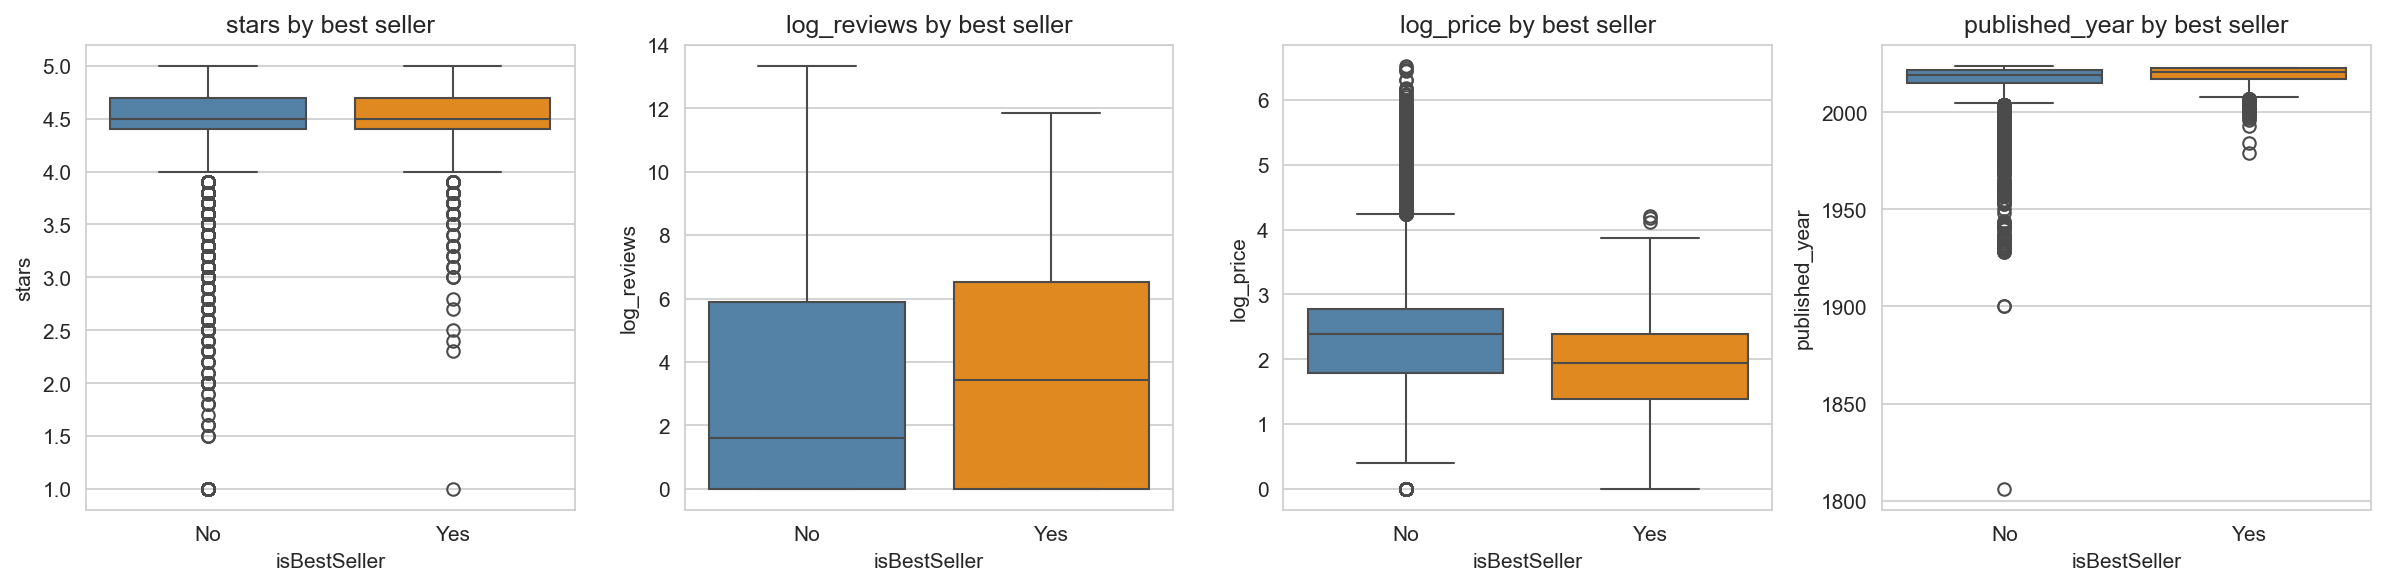 stars by best seller
stars
5.0
4.5
4.0
3.5
3.0
2.5
2.0
1.5
1.0
No
Yes
isBestSeller
log_reviews by best seller
log_reviews
14
12
10
8
6
4
2
0
No
Yes
isBestSeller
log_price by best seller
log_price
6
5
4
3
2
1
0
No
Yes
isBestSeller
published_year by best seller
published_year
2000
1950
1900
1850
1800
No
Yes
isBestSeller